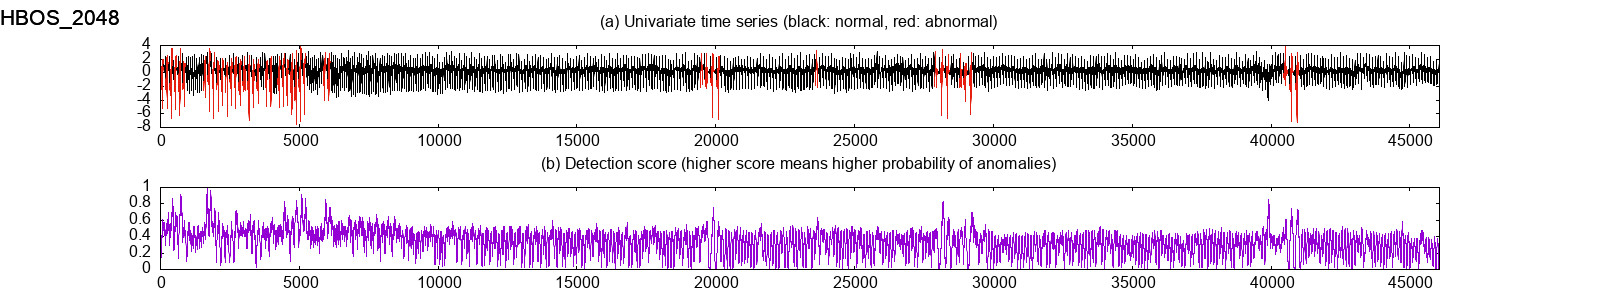 HBOS_2048
(a) Univariate time series (black: normal, red: abnormal)
4
2
0
-2
-4
-6
-8
0 5000 10000 15000 20000 25000 30000 35000 40000 45000
(b) Detection score (higher score means higher probability of anomalies)
1
0.8
0.6
0.4
0.2
0
0 5000 10000 15000 20000 25000 30000 35000 40000 45000